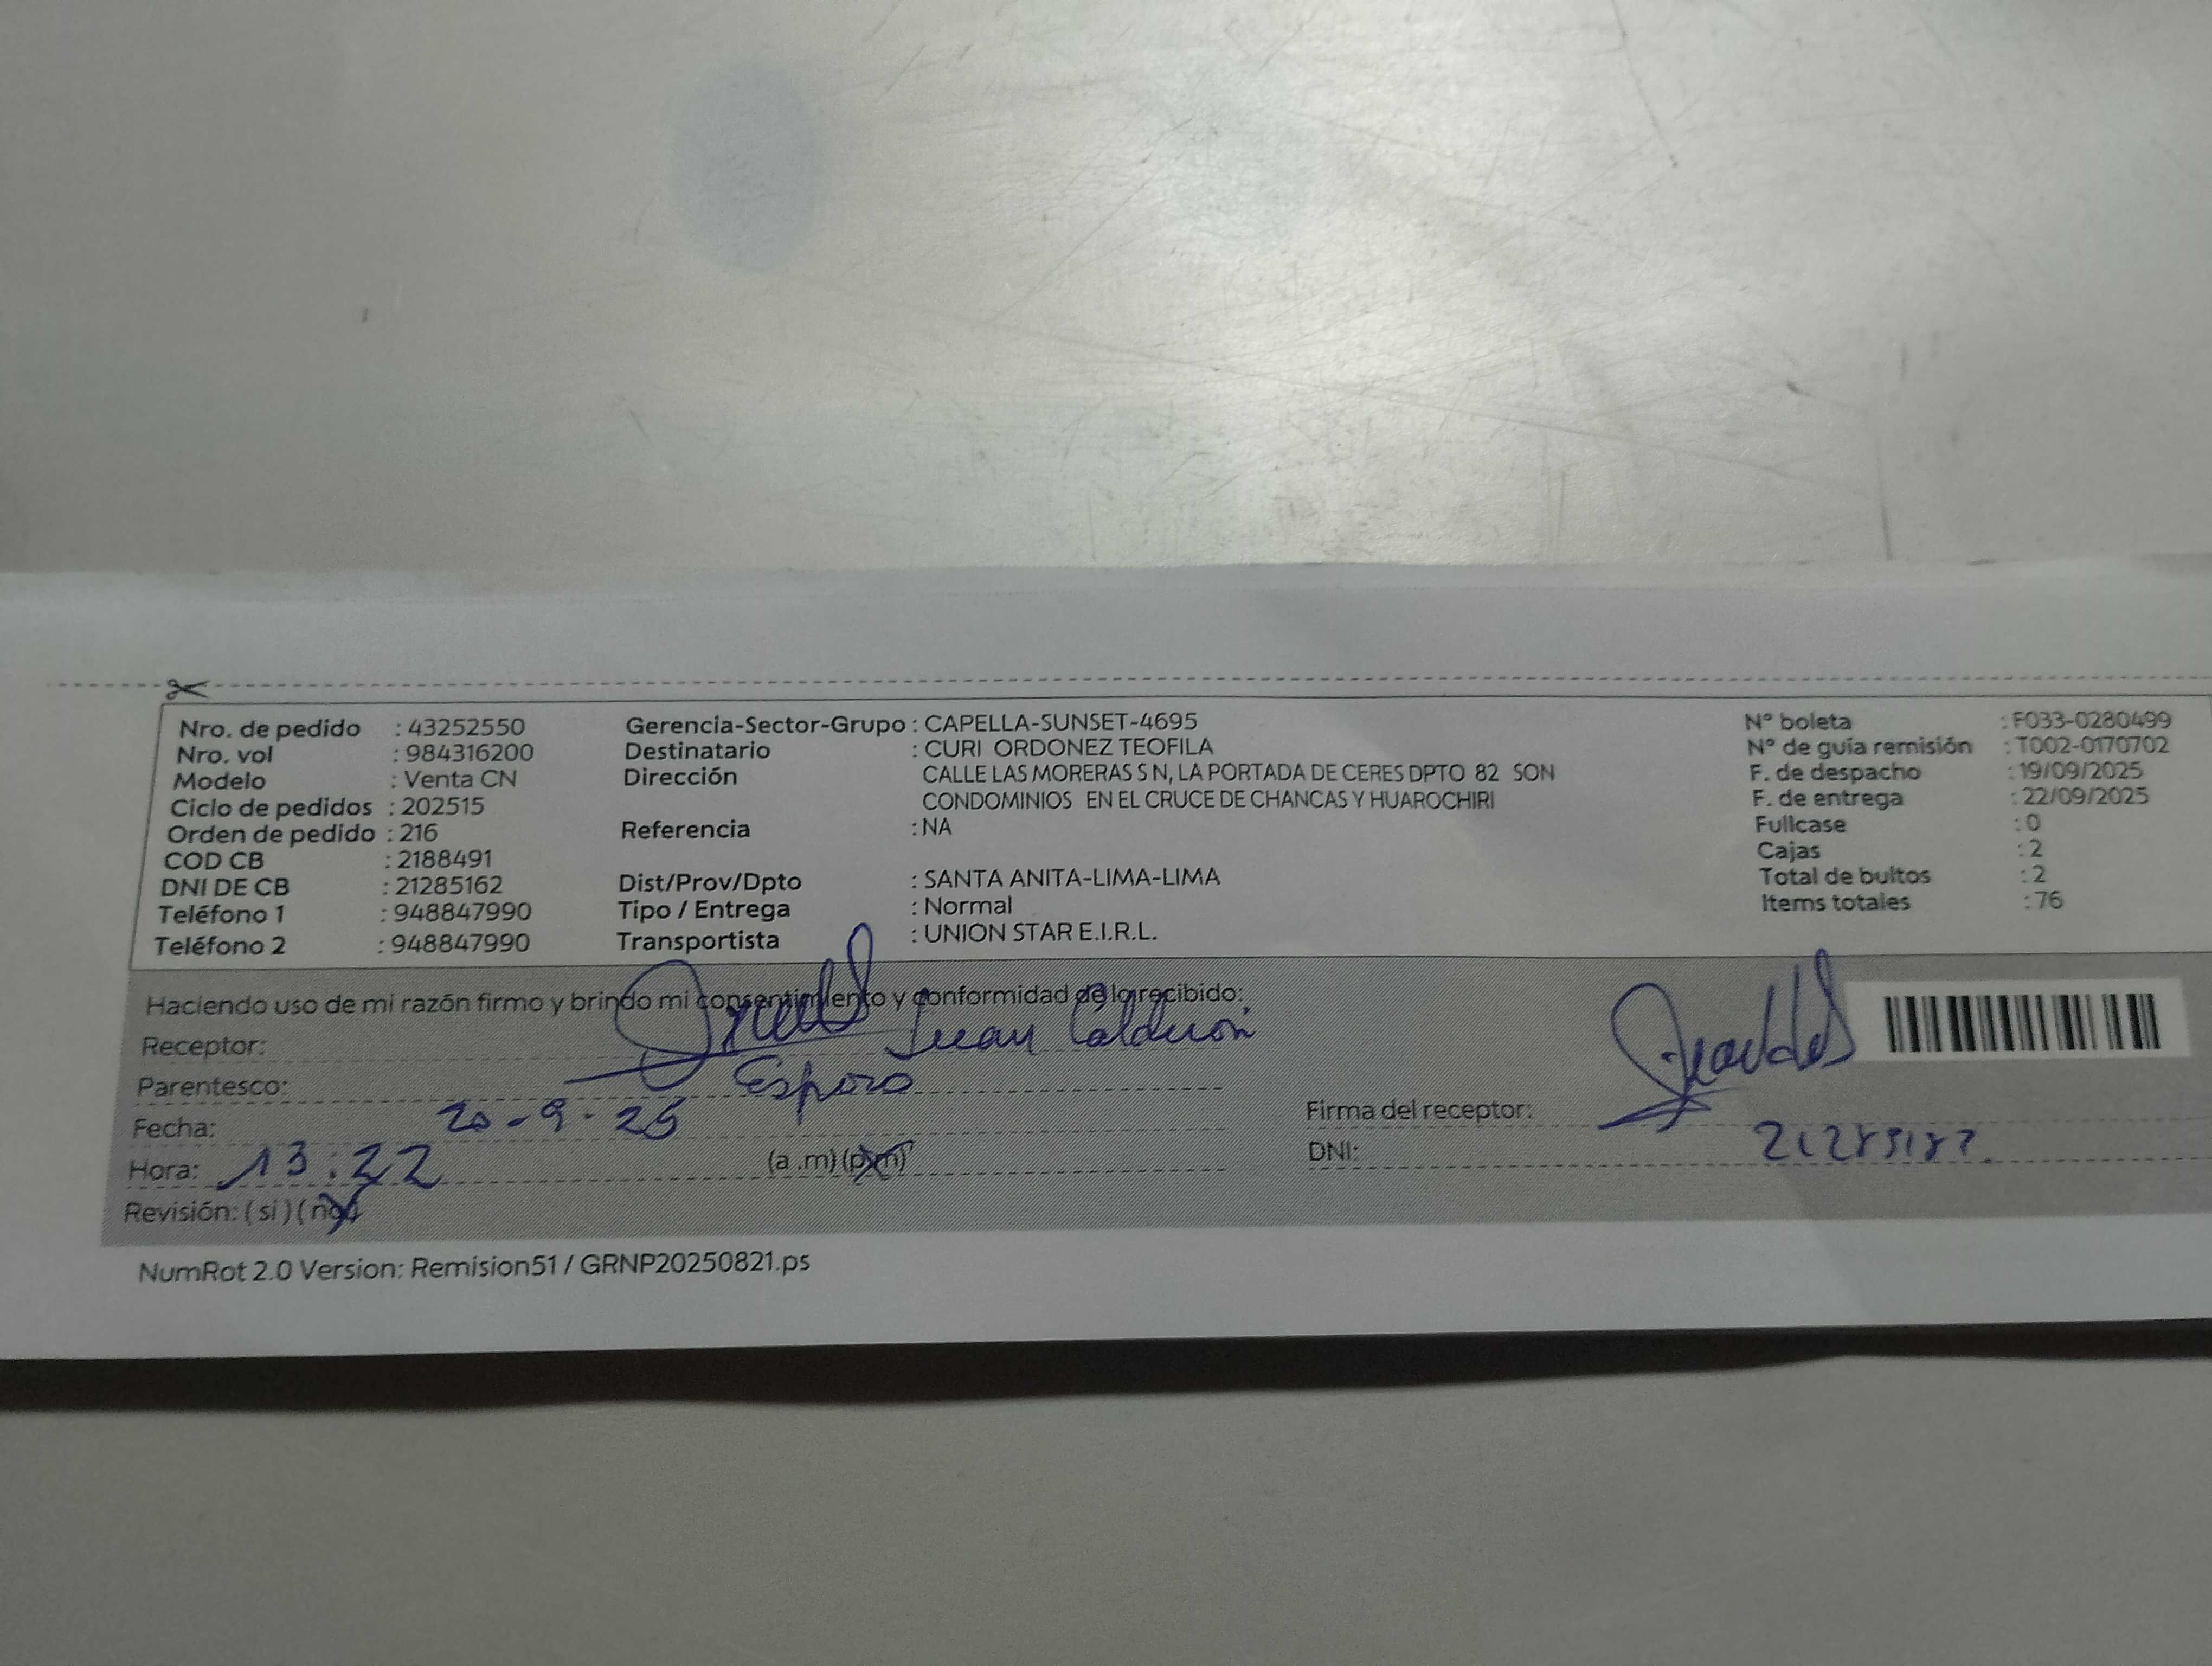 Nro. de pedido : 43252550
Nro. vol : 984316200
Modelo : Venta CN
Ciclo de pedidos : 202515
Orden de pedido : 216
COD CB : 2188491
DNI DE CB : 21285162
Teléfono 1 : 948847990
Teléfono 2 : 948847990
Gerencia-Sector-Grupo : CAPELLA-SUNSET-4695
Destinatario : CURI ORDONEZ TEOFILA
Dirección CALLE LAS MORERAS S N, LA PORTADA DE CERES DPTO 82 SON
CONDOMINIOS EN EL CRUCE DE CHANCAS Y HUAROCHIRI
Referencia : NA
Dist/Prov/Dpto : SANTA ANITA-LIMA-LIMA
Tipo / Entrega : Normal
Transportista : UNION STAR E.I.R.L.
N° boleta : F033-0280499
N° de guía remisión : T002-0170702
F. de despacho : 19/09/2025
F. de entrega : 22/09/2025
Fullcase : 0
Cajas : 2
Total de bultos : 2
Items totales : 76
Haciendo uso de mi razón firmo y brindo mi consentimiento y conformidad de lo recibido:
Receptor: Juan Calderón
Parentesco: Esposo
Fecha: 20-9-25
Hora: 13:22 (a .m) (p.m)
Revisión: ( si ) ( no )
Firma del receptor:
DNI:
NumRot 2.0 Version: Remision51 / GRNP20250821.ps